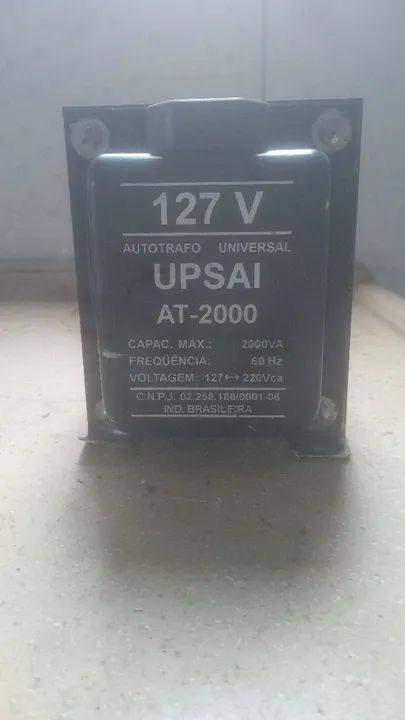 127 V
AUTOTRAFO UNIVERSAL
UPSAI
AT-2000
CAPAC. MÁX.: 2000VA
FREQÜÊNCIA: 60 Hz
VOLTAGEM: 127↔220Vca
C.N.P.J. 02.258.188/0001-06
IND. BRASILEIRA